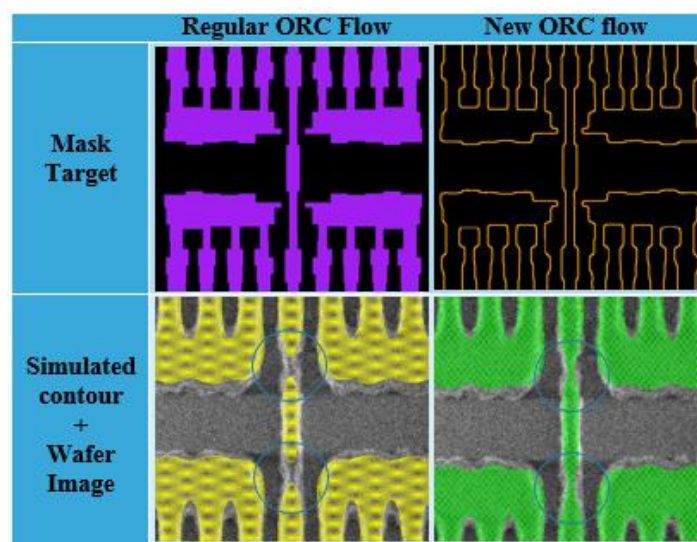 Regular ORC Flow
New ORC flow
Mask
Target
Simulated
contour
+
Wafer
Image